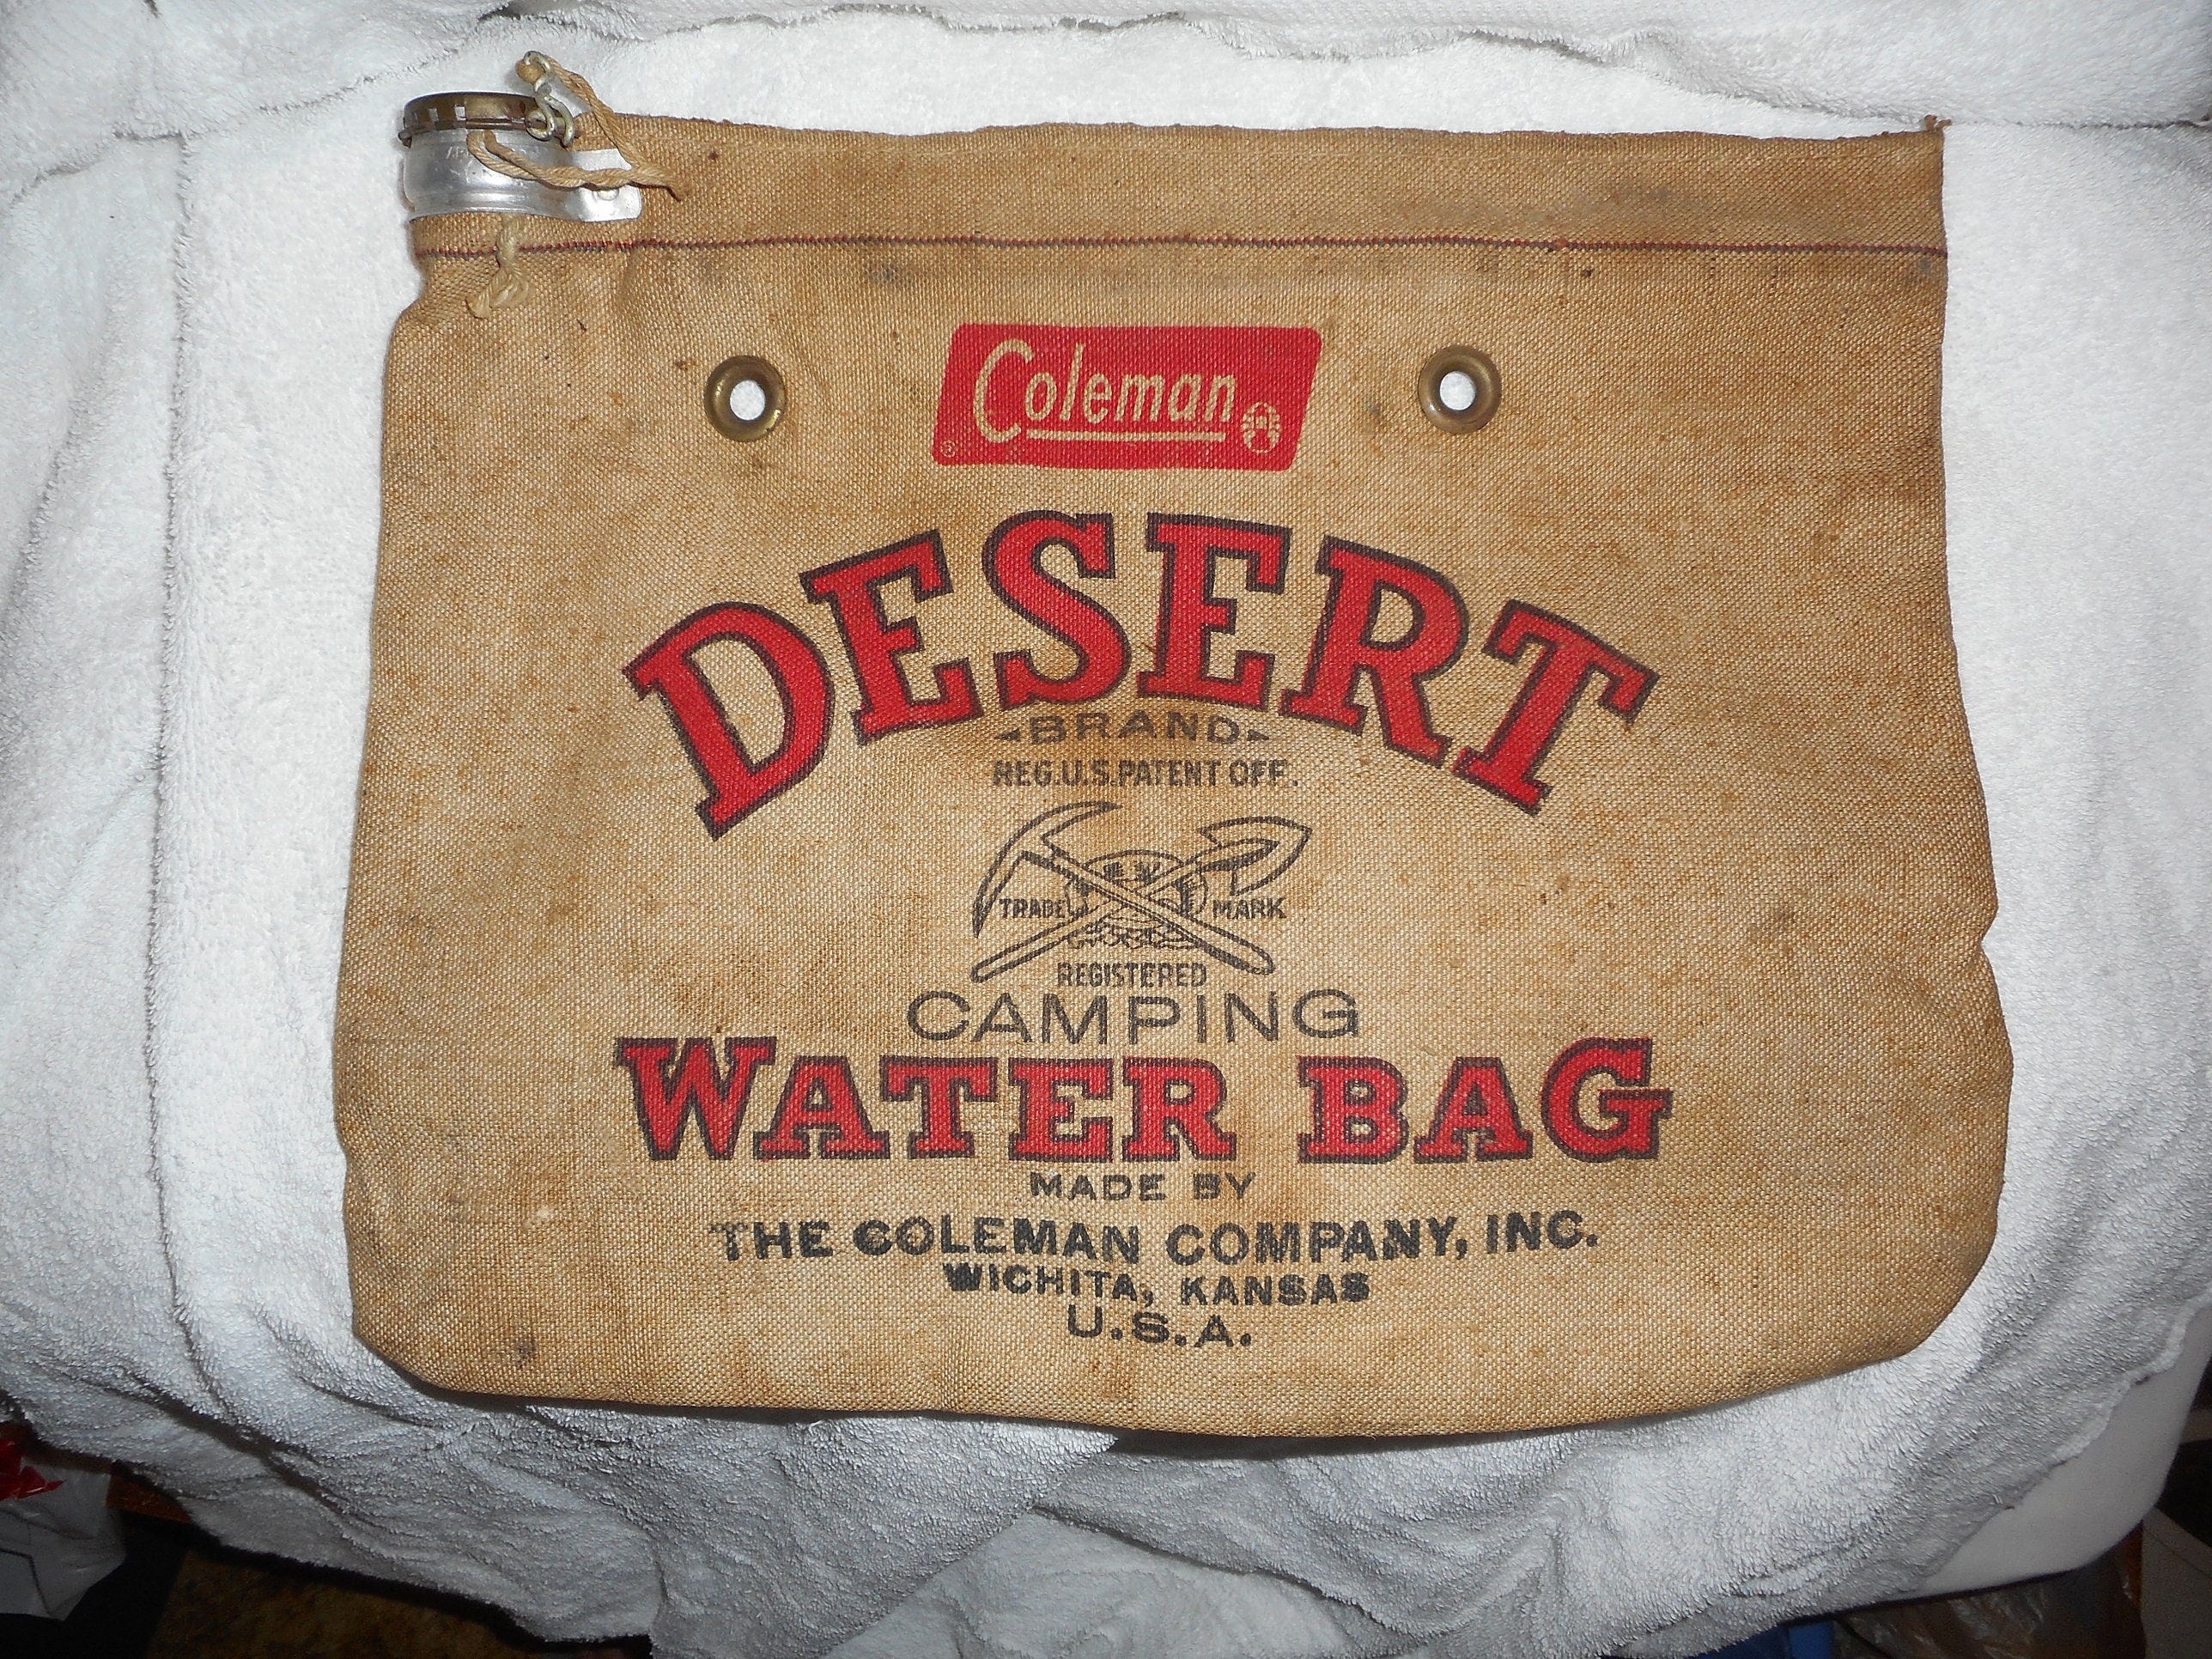 Coleman
®
DESERT
BRAND
REG.U.S.PATENT OFF.
TRADE MARK
REGISTERED
CAMPING
WATER BAG
MADE BY
THE COLEMAN COMPANY, INC.
WICHITA, KANSAS
U.S.A.